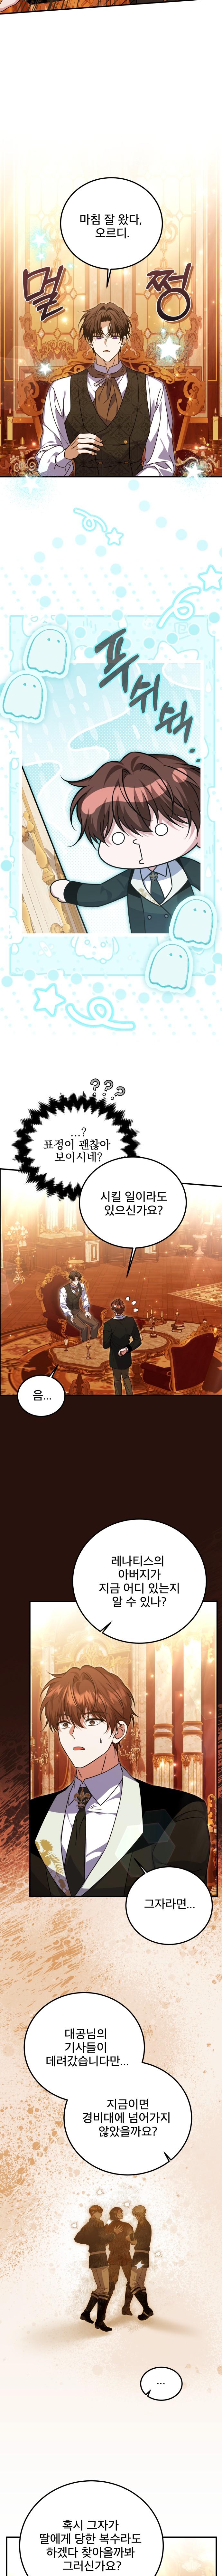 마침 잘 왔다,
오르디.
멀
쩡
푸쉬쉬..
???
...?
표정이 괜찮아
보이시네?
시킬 일이라도
있으신가요?
음...
레나티스의
아버지가
지금 어디 있는지
알 수 있나?
그자라면...
대공님의
기사들이
데려갔습니다만...
지금이면
경비대에 넘어가지
않았을까요?
...
혹시 그자가
딸에게 당한 복수라도
하겠다 찾아올까봐
그러신가요?